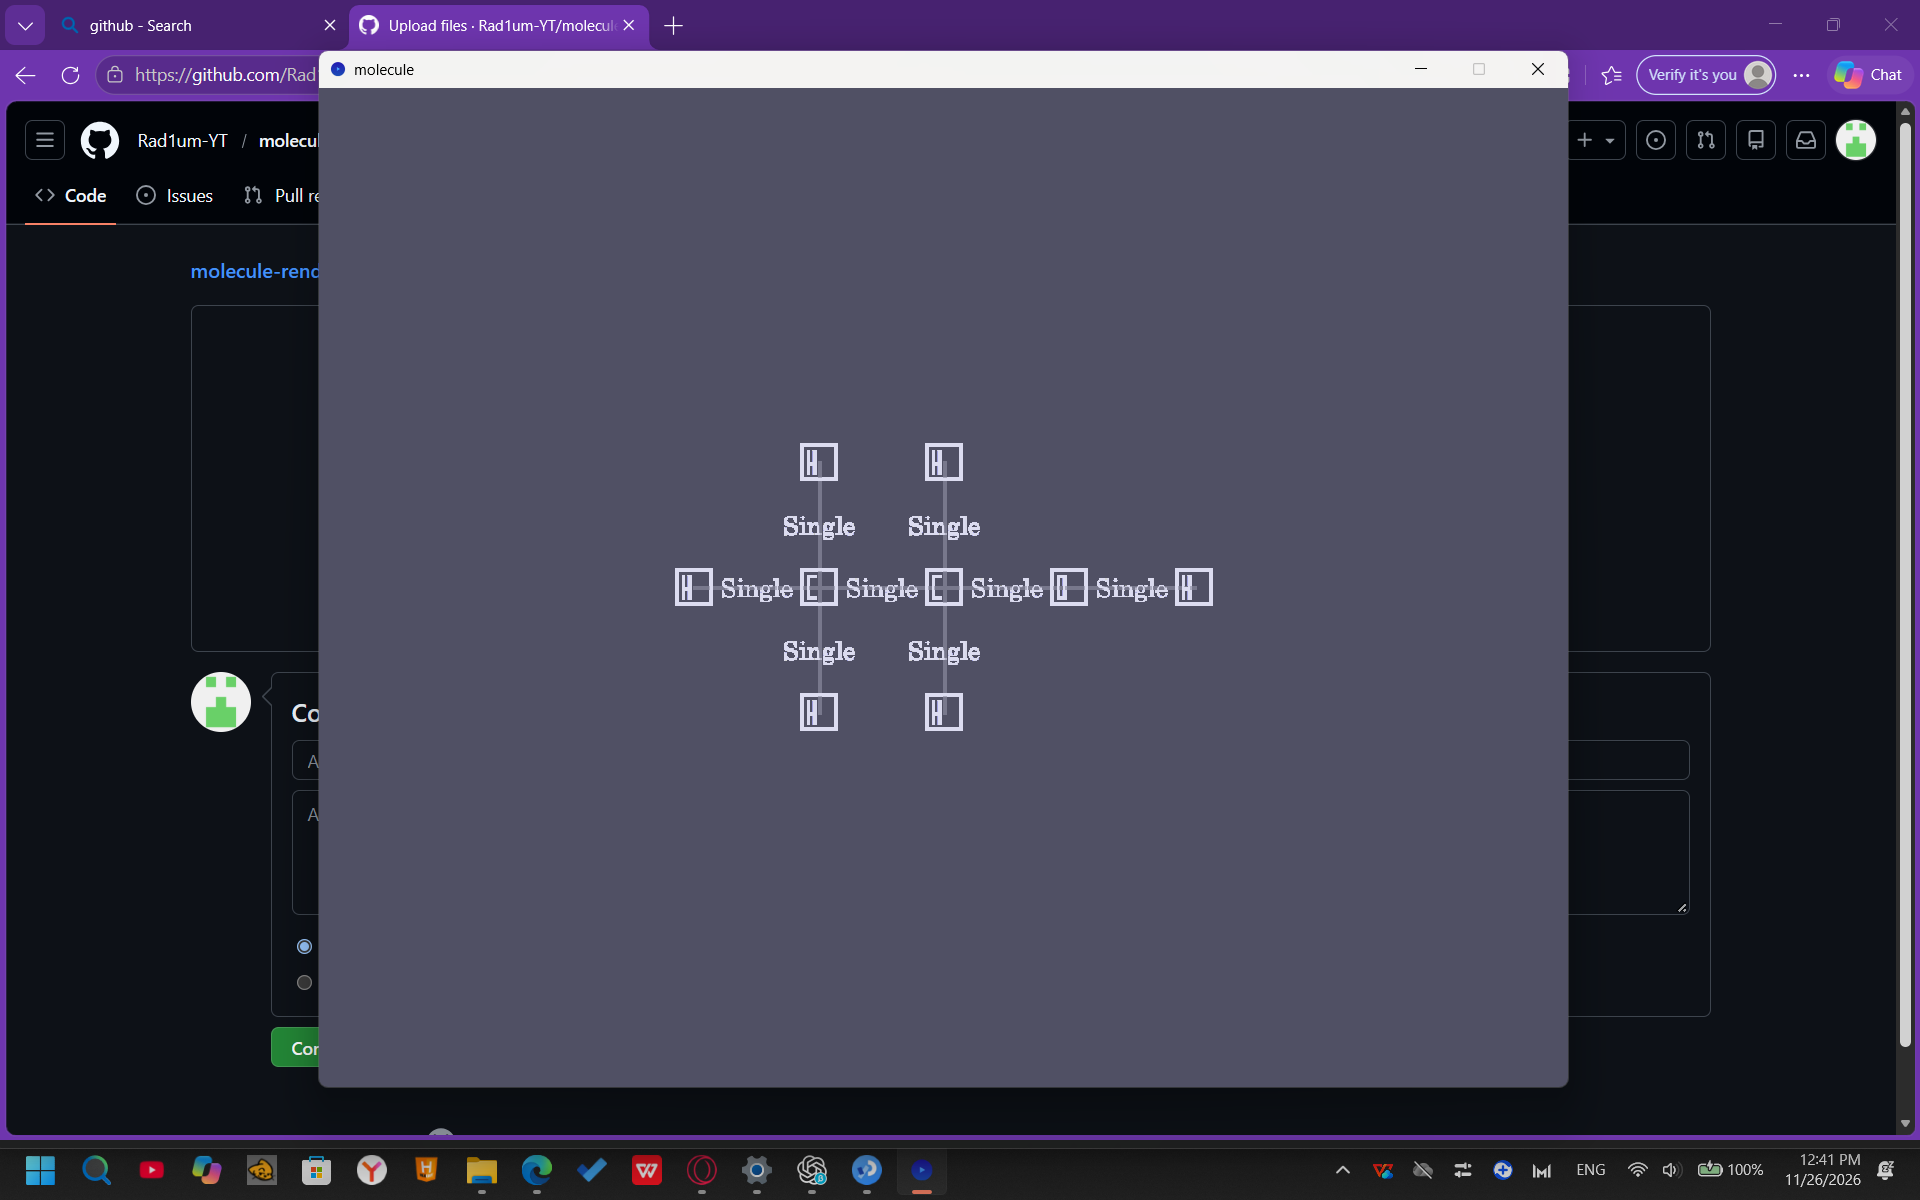 github - Search
Upload files · Rad1um-YT/molecul
https://github.com/Rad
molecule
Verify it's you
Chat
Rad1um-YT / molecul
Code
Issues
Pull re
molecule-rend
H
H
Single
Single
H Single C Single C Single O Single H
Single
Single
H
H
Co
A
A
Con
ENG
100%
12:41 PM
11/26/2026